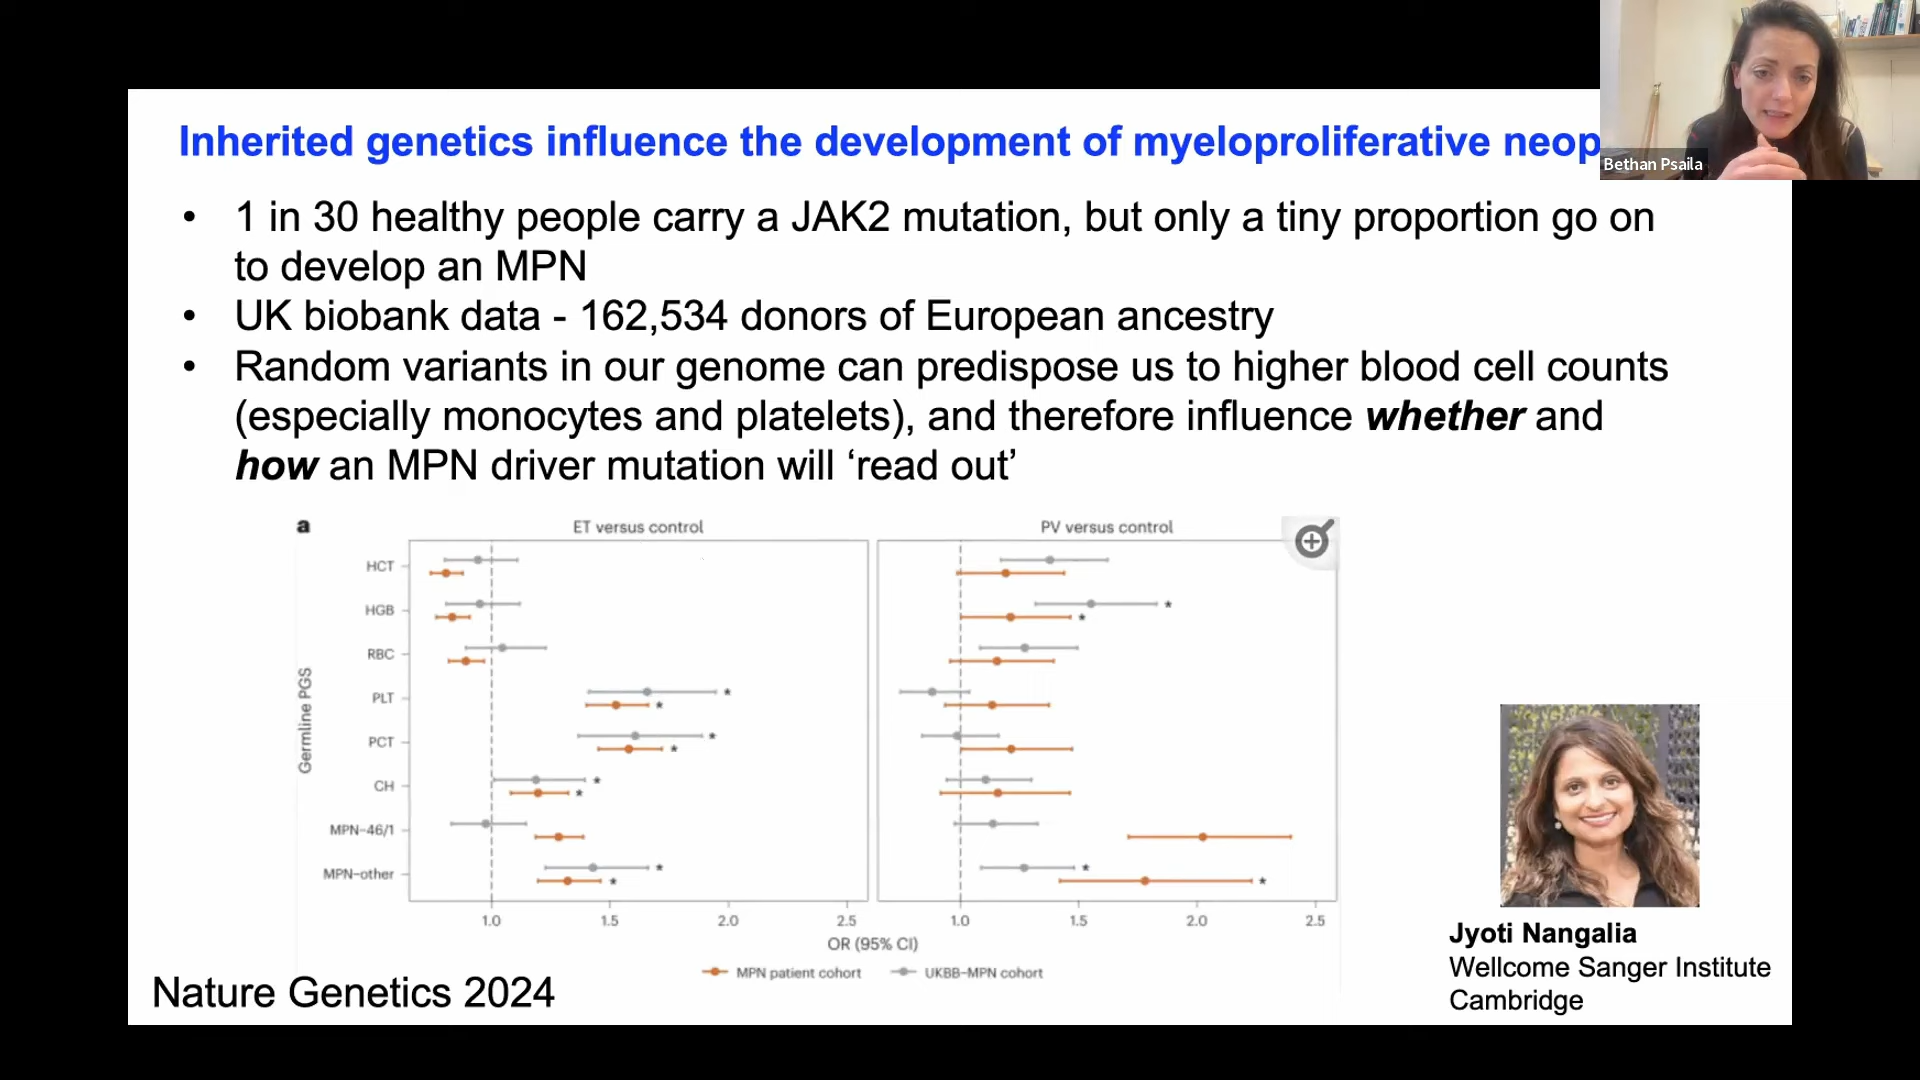 Inherited genetics influence the development of myeloproliferative neop
Bethan Psaila
• 1 in 30 healthy people carry a JAK2 mutation, but only a tiny proportion go on
to develop an MPN
• UK biobank data - 162,534 donors of European ancestry
• Random variants in our genome can predispose us to higher blood cell counts
(especially monocytes and platelets), and therefore influence whether and
how an MPN driver mutation will ‘read out’
a
ET versus control
PV versus control
Germline PGS
HCT
HGB
* *
RBC
PLT
* *
PCT
* *
CH
* *
MPN-46/1
MPN-other
* * * *
1.0 1.5 2.0 2.5 1.0 1.5 2.0 2.5
OR (95% CI)
MPN patient cohort UKBB-MPN cohort
Nature Genetics 2024
Jyoti Nangalia
Wellcome Sanger Institute
Cambridge